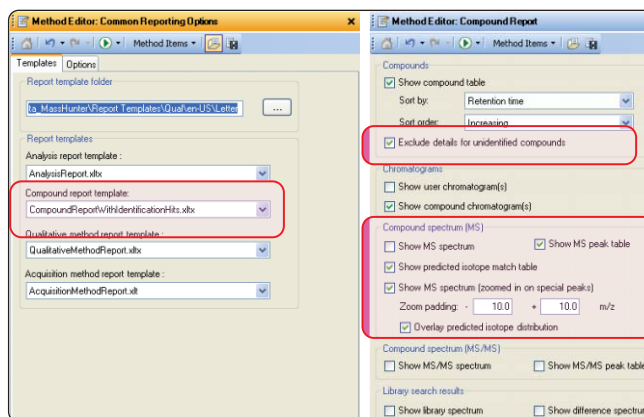 Method Editor: Common Reporting Options
Method Items
Templates Options
Report template folder
ta_MassHunter\Report Templates\Qual\en-US\Letter ...
Report templates
Analysis report template :
AnalysisReport.xltx
Compound report template:
CompoundReportWithIdentificationHits.xltx
Qualitative method report template :
QualitativeMethodReport.xltx
Acquisition method report template :
AcquisitionMethodReport.xlt
Method Editor: Compound Report
Method Items
Compounds
Show compound table
Sort by: Retention time
Sort order: Increasing
Exclude details for unidentified compounds
Chromatograms
Show user chromatogram(s)
Show compound chromatogram(s)
Compound spectrum (MS)
Show MS spectrum Show MS peak table
Show predicted isotope match table
Show MS spectrum (zoomed in on special peaks)
Zoom padding: - 10.0 + 10.0 m/z
Overlay predicted isotope distribution
Compound spectrum (MS/MS)
Show MS/MS spectrum Show MS/MS peak table
Library search results
Show library spectrum Show difference spectru